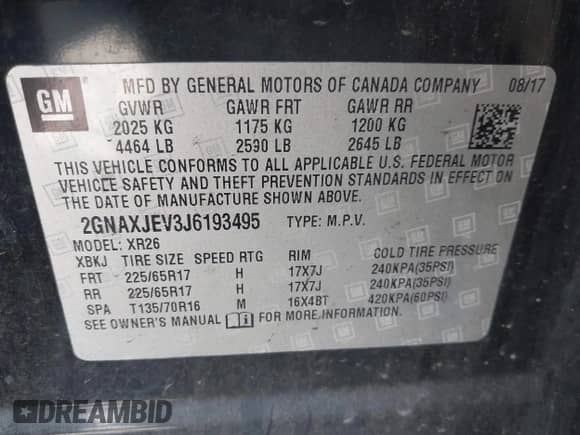 GM
MFD BY GENERAL MOTORS OF CANADA COMPANY 08/17
GVWR GAWR FRT GAWR RR
2025 KG 1175 KG 1200 KG
4464 LB 2590 LB 2645 LB
THIS VEHICLE CONFORMS TO ALL APPLICABLE U.S. FEDERAL MOTOR
VEHICLE SAFETY AND THEFT PREVENTION STANDARDS IN EFFECT ON
THE DATE OF MANUFACTURE SHOWN ABOVE.
2GNAXJEV3J6193495 TYPE: M.P.V.
MODEL: XR26
XBKJ TIRE SIZE SPEED RTG RIM COLD TIRE PRESSURE
FRT 225/65R17 H 17X7J 240KPA(35PSI)
RR 225/65R17 H 17X7J 240KPA(35PSI)
SPA T135/70R16 M 16X4BT 420KPA(60PSI)
SEE OWNER'S MANUAL FOR MORE INFORMATION.
DREAMBID